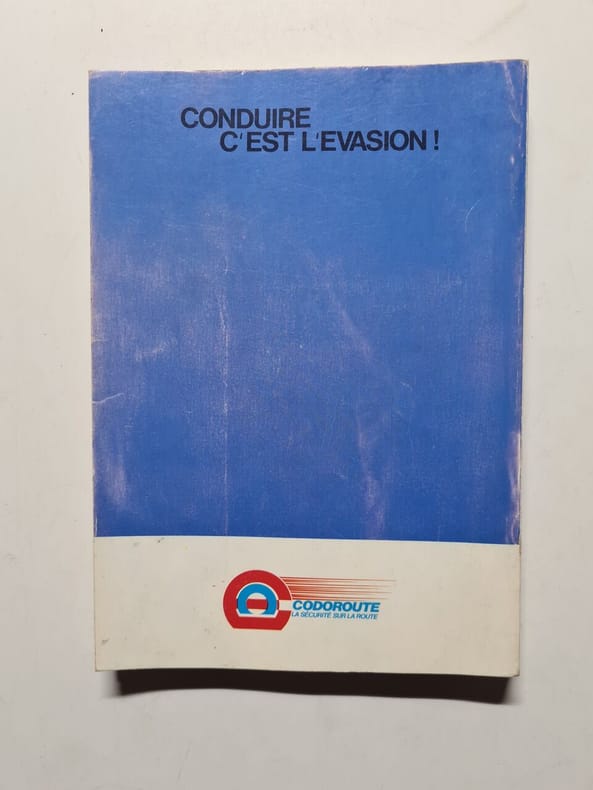 CONDUIRE
C'EST L'EVASION !
CODOROUTE
LA SÉCURITÉ SUR LA ROUTE